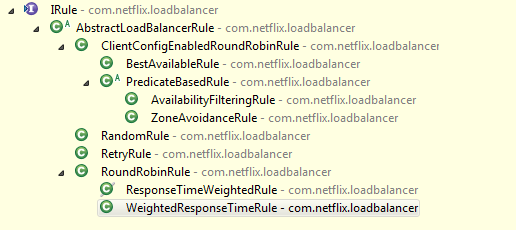 IRule - com.netflix.loadbalancer
AbstractLoadBalancerRule - com.netflix.loadbalancer
ClientConfigEnabledRoundRobinRule - com.netflix.loadbalancer
BestAvailableRule - com.netflix.loadbalancer
PredicateBasedRule - com.netflix.loadbalancer
AvailabilityFilteringRule - com.netflix.loadbalancer
ZoneAvoidanceRule - com.netflix.loadbalancer
RandomRule - com.netflix.loadbalancer
RetryRule - com.netflix.loadbalancer
RoundRobinRule - com.netflix.loadbalancer
ResponseTimeWeightedRule - com.netflix.loadbalancer
WeightedResponseTimeRule - com.netflix.loadbalancer